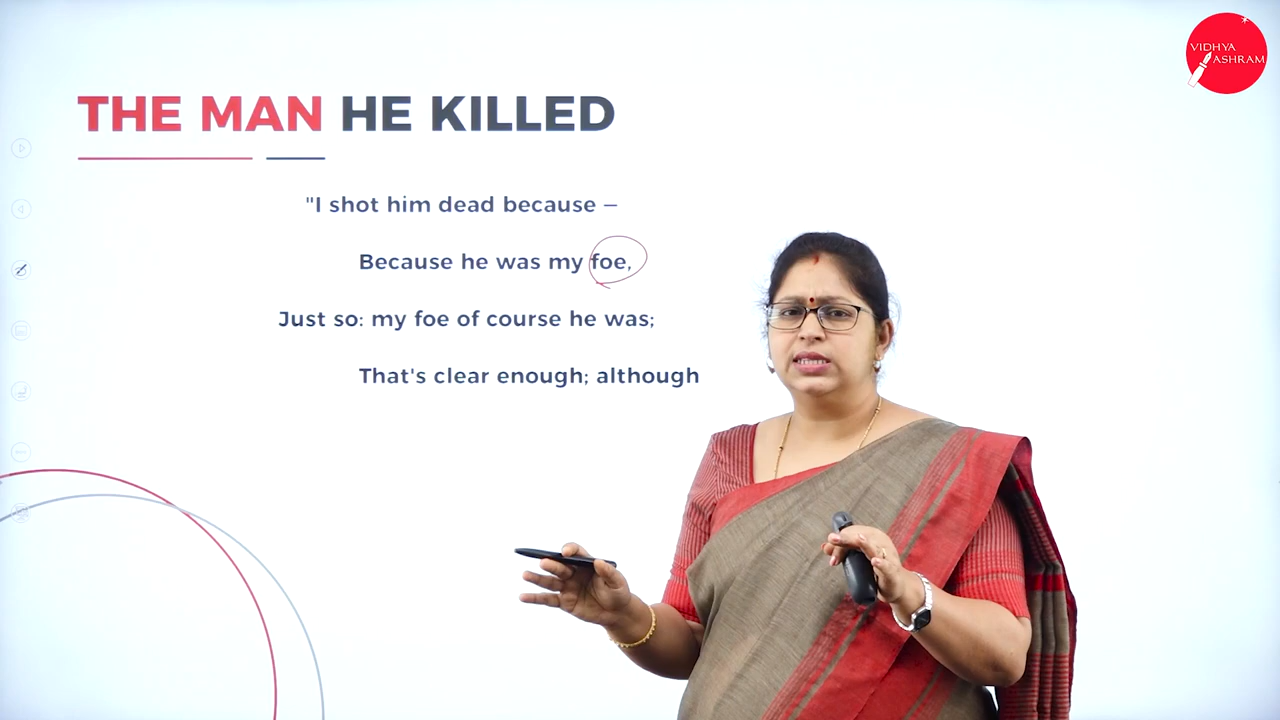 VIDHYA
ASHRAM
THE MAN HE KILLED
"I shot him dead because –
Because he was my foe,
Just so: my foe of course he was;
That's clear enough; although